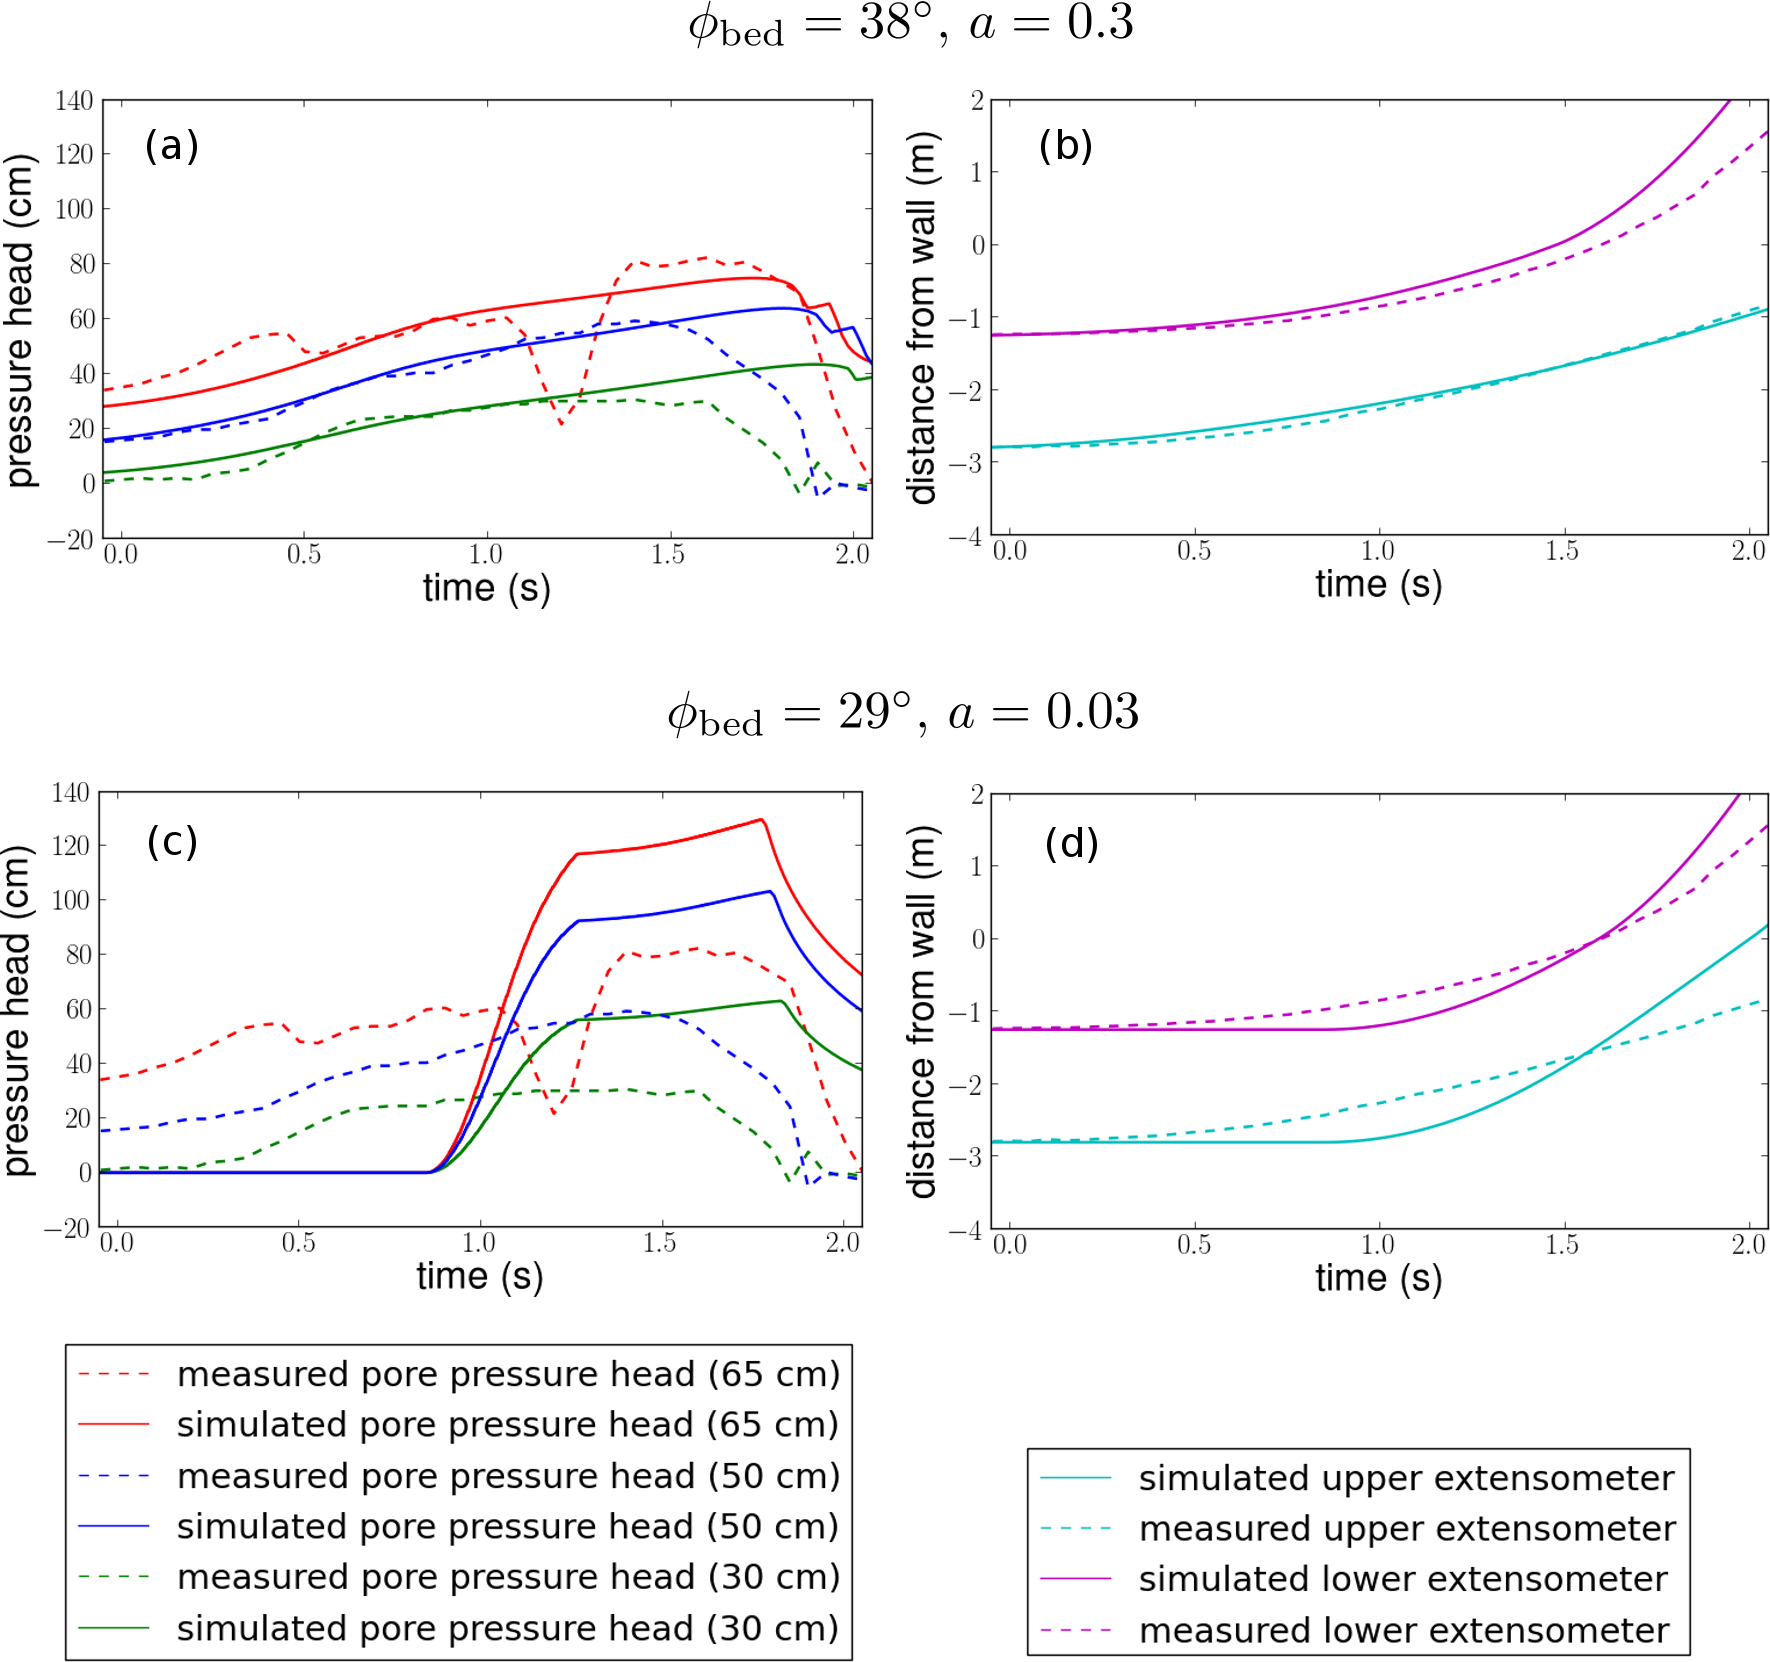 ϕbed = 38°, a = 0.3
(a)
140
120
100
80
60
40
20
0
−20
pressure head (cm)
0.0 0.5 1.0 1.5 2.0
time (s)
(b)
2
1
0
−1
−2
−3
−4
distance from wall (m)
0.0 0.5 1.0 1.5 2.0
time (s)
ϕbed = 29°, a = 0.03
(c)
140
120
100
80
60
40
20
0
−20
pressure head (cm)
0.0 0.5 1.0 1.5 2.0
time (s)
(d)
2
1
0
−1
−2
−3
−4
distance from wall (m)
0.0 0.5 1.0 1.5 2.0
time (s)
measured pore pressure head (65 cm)
simulated pore pressure head (65 cm)
measured pore pressure head (50 cm)
simulated pore pressure head (50 cm)
measured pore pressure head (30 cm)
simulated pore pressure head (30 cm)
simulated upper extensometer
measured upper extensometer
simulated lower extensometer
measured lower extensometer